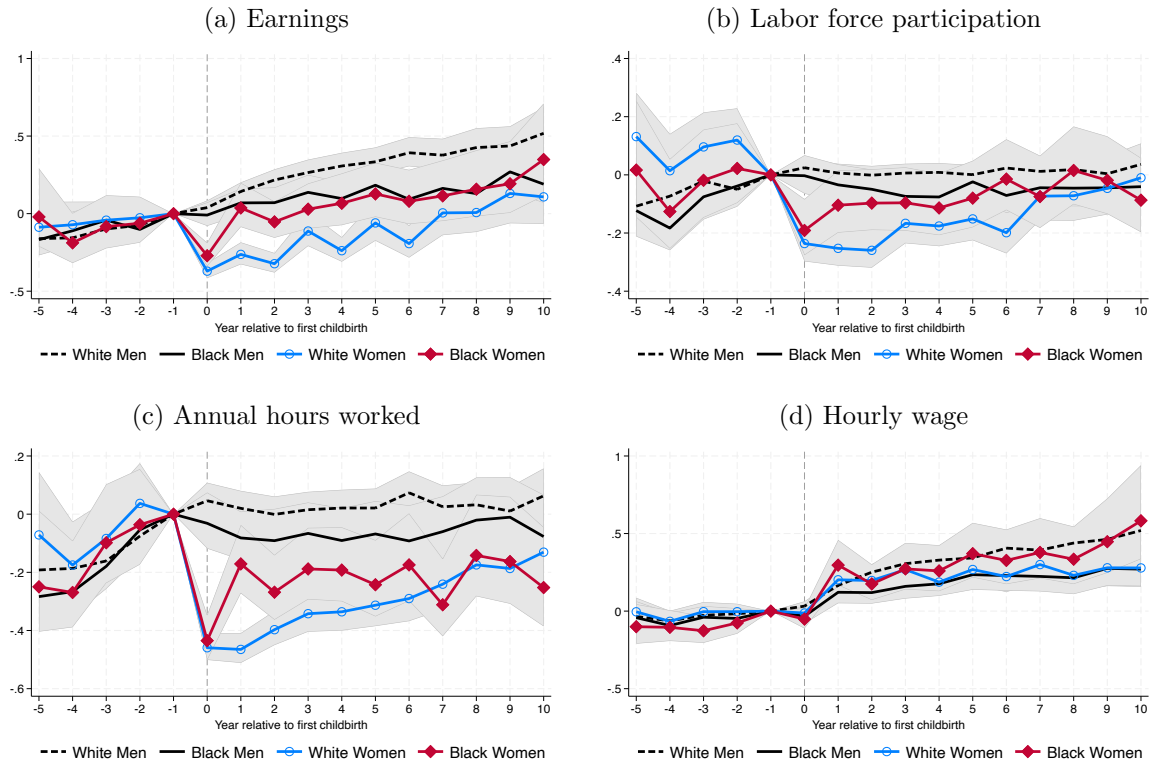 (a) Earnings
1
.5
0
-.5
-5 -4 -3 -2 -1 0 1 2 3 4 5 6 7 8 9 10
Year relative to first childbirth
White Men Black Men White Women Black Women
(b) Labor force participation
.4
.2
0
-.2
-.4
-5 -4 -3 -2 -1 0 1 2 3 4 5 6 7 8 9 10
Year relative to first childbirth
White Men Black Men White Women Black Women
(c) Annual hours worked
.2
0
-.2
-.4
-.6
-5 -4 -3 -2 -1 0 1 2 3 4 5 6 7 8 9 10
Year relative to first childbirth
White Men Black Men White Women Black Women
(d) Hourly wage
1
.5
0
-.5
-5 -4 -3 -2 -1 0 1 2 3 4 5 6 7 8 9 10
Year relative to first childbirth
White Men Black Men White Women Black Women